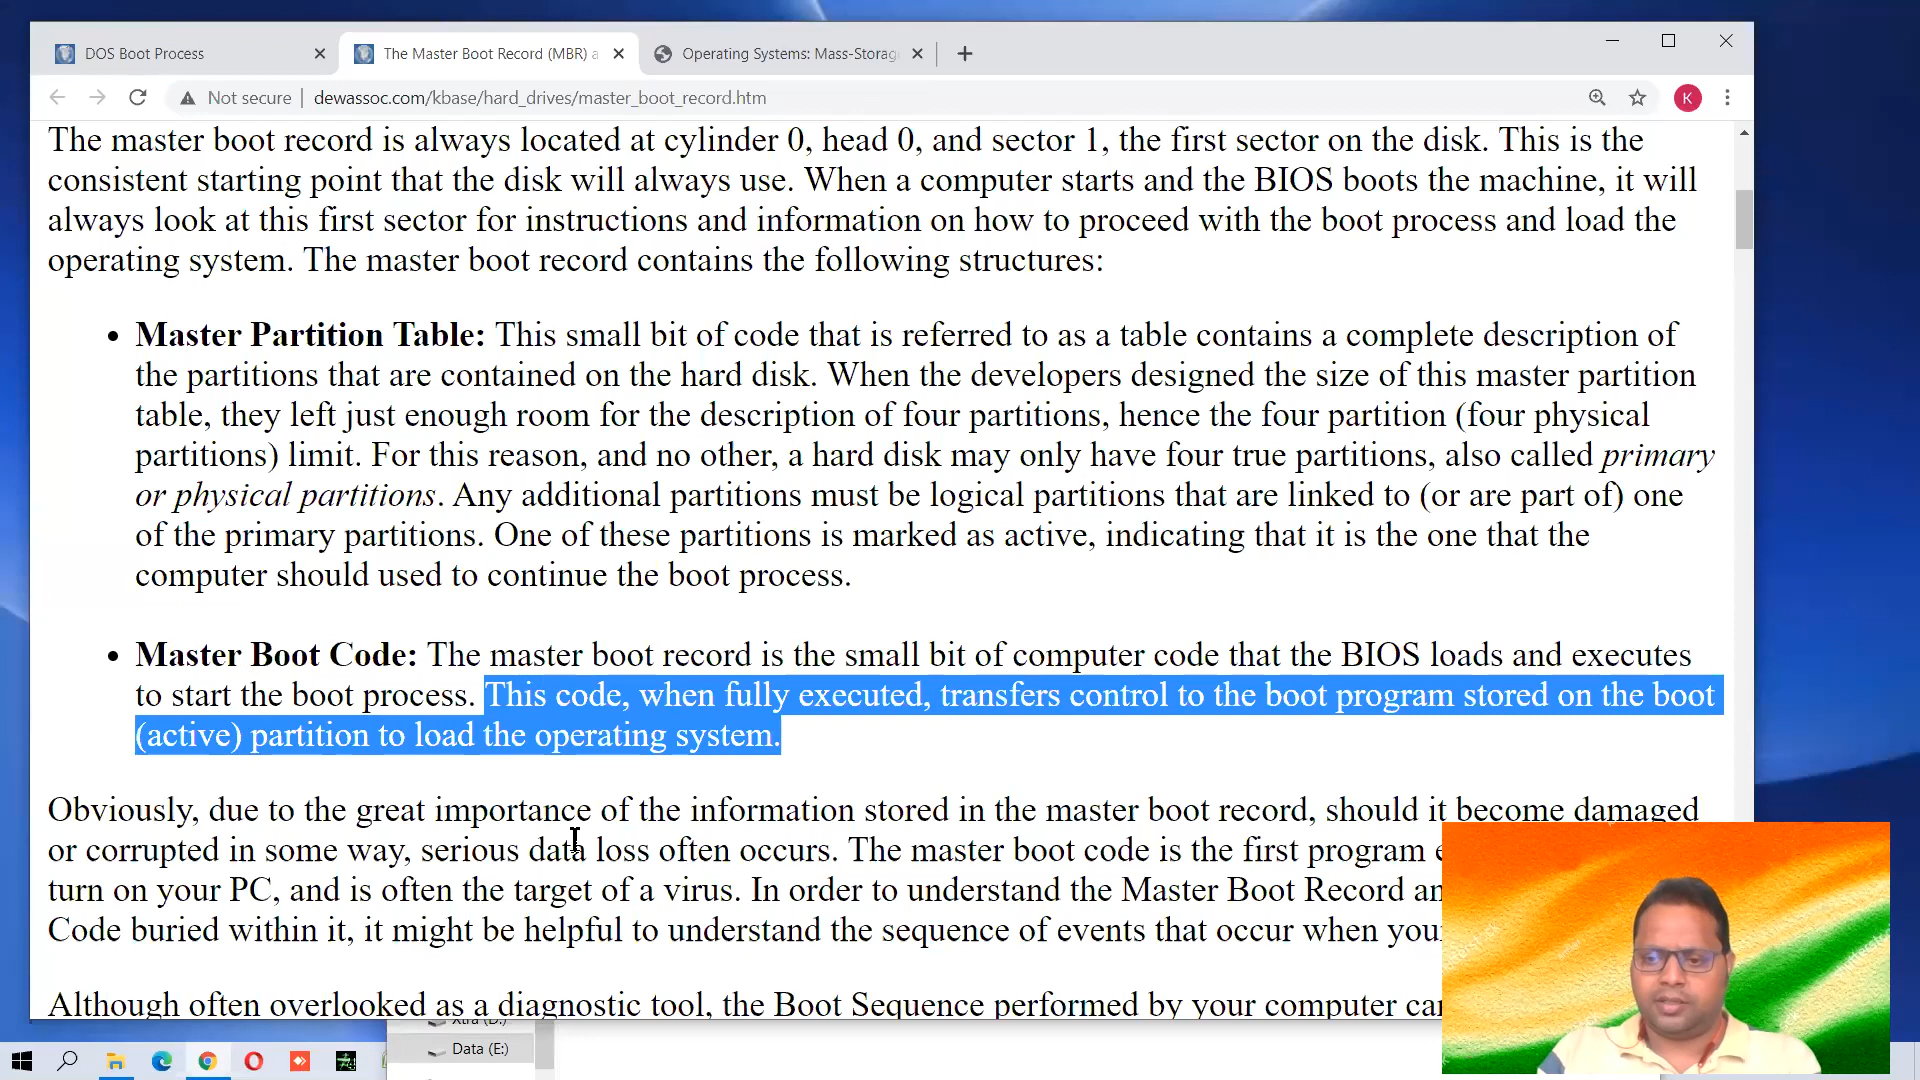 DOS Boot Process
The Master Boot Record (MBR) a
Operating Systems: Mass-Storag
Not secure
dewassoc.com/kbase/hard_drives/master_boot_record.htm
K
The master boot record is always located at cylinder 0, head 0, and sector 1, the first sector on the disk. This is the
consistent starting point that the disk will always use. When a computer starts and the BIOS boots the machine, it will
always look at this first sector for instructions and information on how to proceed with the boot process and load the
operating system. The master boot record contains the following structures:
• Master Partition Table: This small bit of code that is referred to as a table contains a complete description of
the partitions that are contained on the hard disk. When the developers designed the size of this master partition
table, they left just enough room for the description of four partitions, hence the four partition (four physical
partitions) limit. For this reason, and no other, a hard disk may only have four true partitions, also called primary
or physical partitions. Any additional partitions must be logical partitions that are linked to (or are part of) one
of the primary partitions. One of these partitions is marked as active, indicating that it is the one that the
computer should used to continue the boot process.
• Master Boot Code: The master boot record is the small bit of computer code that the BIOS loads and executes
to start the boot process. This code, when fully executed, transfers control to the boot program stored on the boot
(active) partition to load the operating system.
Obviously, due to the great importance of the information stored in the master boot record, should it become damaged
or corrupted in some way, serious data loss often occurs. The master boot code is the first program
turn on your PC, and is often the target of a virus. In order to understand the Master Boot Record
Code buried within it, it might be helpful to understand the sequence of events that occur when
Although often overlooked as a diagnostic tool, the Boot Sequence performed by your computer
Xtra (D:)
Data (E:)